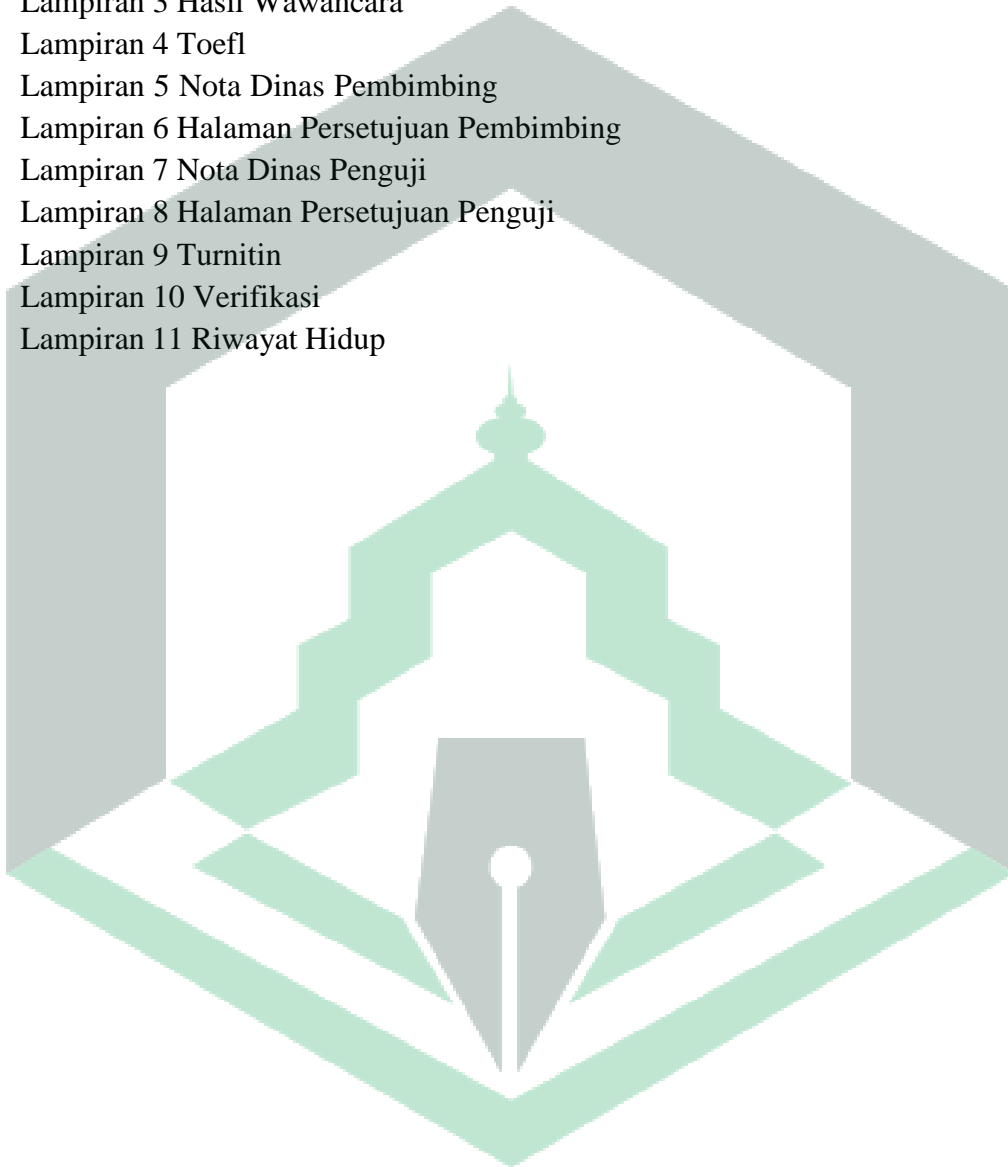 Lampiran 3 Hasil Wawancara
Lampiran 4 Toefl
Lampiran 5 Nota Dinas Pembimbing
Lampiran 6 Halaman Persetujuan Pembimbing
Lampiran 7 Nota Dinas Penguji
Lampiran 8 Halaman Persetujuan Penguji
Lampiran 9 Turnitin
Lampiran 10 Verifikasi
Lampiran 11 Riwayat Hidup